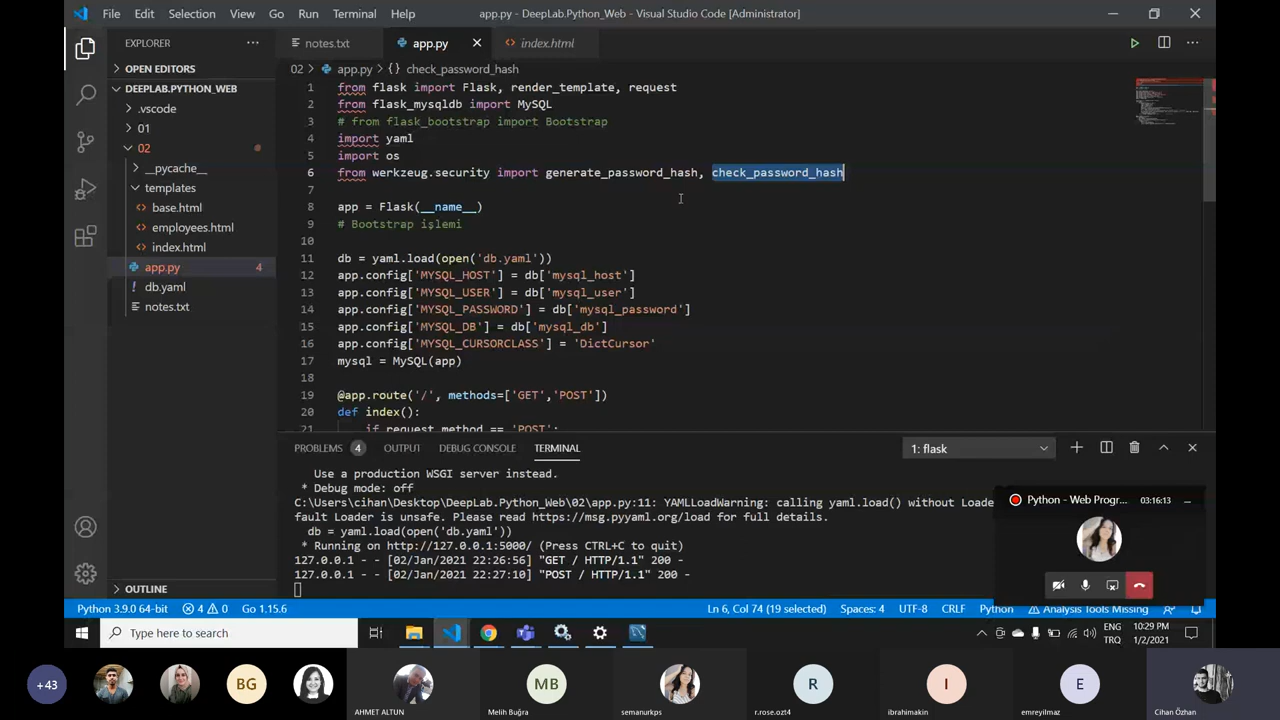 File Edit Selection View Go Run Terminal Help
app.py - DeepLab.Python_Web - Visual Studio Code [Administrator]
EXPLORER
OPEN EDITORS
DEEPLAB.PYTHON_WEB
.vscode
01
02
__pycache__
templates
base.html
employees.html
index.html
app.py 4
db.yaml
notes.txt
OUTLINE
notes.txt app.py index.html
02 > app.py > {} check_password_hash
1 from flask import Flask, render_template, request
2 from flask_mysqldb import MySQL
3 # from flask_bootstrap import Bootstrap
4 import yaml
5 import os
6 from werkzeug.security import generate_password_hash, check_password_hash
7
8 app = Flask(__name__)
9 # Bootstrap işlemi
10
11 db = yaml.load(open('db.yaml'))
12 app.config['MYSQL_HOST'] = db['mysql_host']
13 app.config['MYSQL_USER'] = db['mysql_user']
14 app.config['MYSQL_PASSWORD'] = db['mysql_password']
15 app.config['MYSQL_DB'] = db['mysql_db']
16 app.config['MYSQL_CURSORCLASS'] = 'DictCursor'
17 mysql = MySQL(app)
18
19 @app.route('/', methods=['GET','POST'])
20 def index():
21 if request.method == 'POST':
PROBLEMS 4 OUTPUT DEBUG CONSOLE TERMINAL
1: flask
Use a production WSGI server instead.
* Debug mode: off
C:\Users\cihan\Desktop\DeepLab.Python_Web\02\app.py:11: YAMLLoadWarning: calling yaml.load() without Loade
fault Loader is unsafe. Please read https://msg.pyyaml.org/load for full details.
db = yaml.load(open('db.yaml'))
* Running on http://127.0.0.1:5000/ (Press CTRL+C to quit)
127.0.0.1 - - [02/Jan/2021 22:26:56] "GET / HTTP/1.1" 200 -
127.0.0.1 - - [02/Jan/2021 22:27:10] "POST / HTTP/1.1" 200 -
Python - Web Progr... 03:16:13
Python 3.9.0 64-bit 4 0 Go 1.15.6
Ln 6, Col 74 (19 selected) Spaces: 4 UTF-8 CRLF Python Analysis Tools Missing
Type here to search
ENG
TRQ
10:29 PM
1/2/2021
+43
BG
MB
R
I
E
AHMET ALTUN
Melih Buğra
semanurkps
r.rose.ozt4
ibrahimakin
emreyilmaz
Cihan Özhan